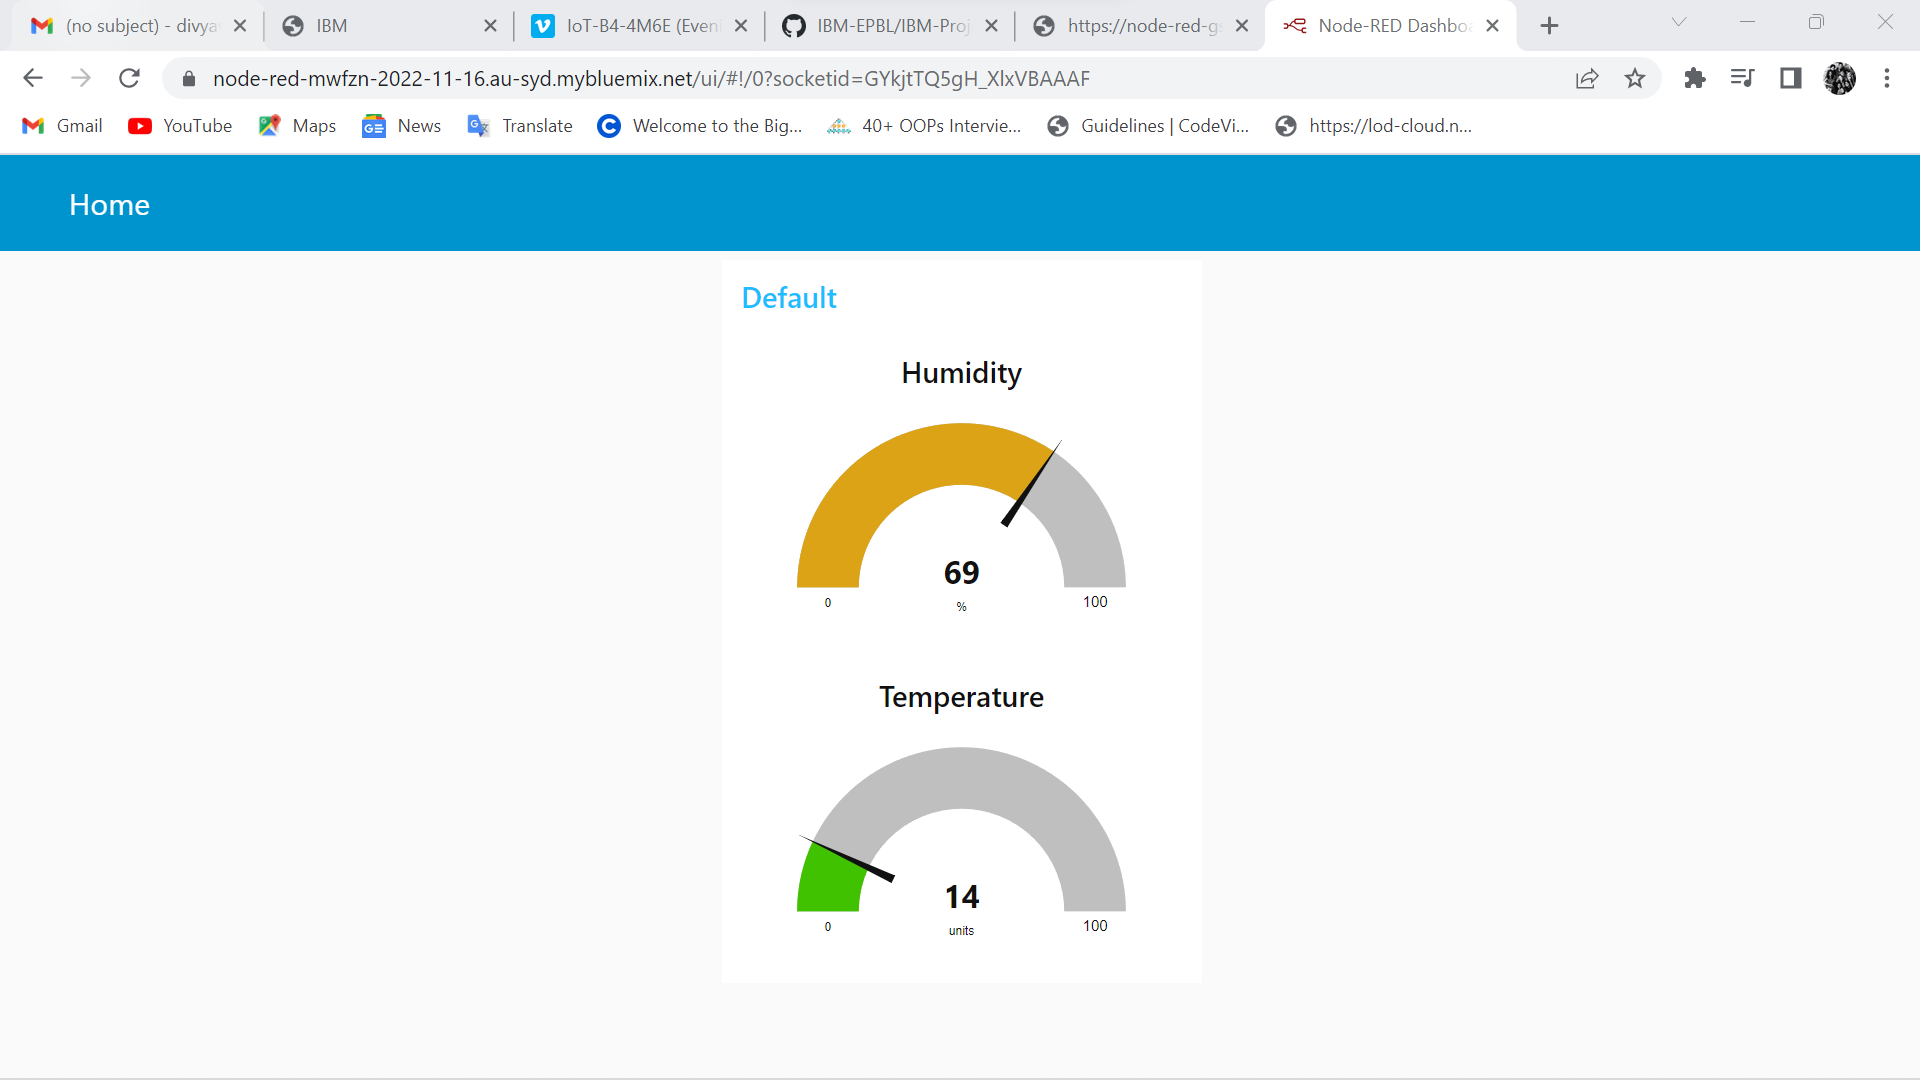 (no subject) - divya
IBM
IoT-B4-4M6E (Eveni
IBM-EPBL/IBM-Proj
https://node-red-g
Node-RED Dashbo
node-red-mwfzn-2022-11-16.au-syd.mybluemix.net/ui/#!/0?socketid=GYkjtTQ5gH_XlxVBAAAF
Gmail
YouTube
Maps
News
Translate
Welcome to the Big...
40+ OOPs Intervie...
Guidelines | CodeVi...
https://lod-cloud.n...
Home
Default
Humidity
69
%
0
100
Temperature
14
units
0
100